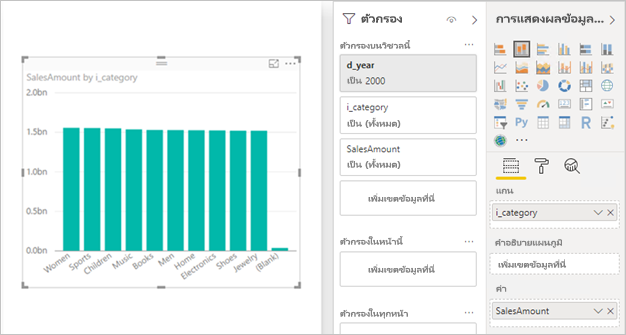 SalesAmount by i_category
2.0bn
1.5bn
1.0bn
0.5bn
0.0bn
Women
Sports
Children
Music
Books
Men
Home
Electronics
Shoes
Jewelry
(Blank)
ตัวกรอง
ตัวกรองบนวิชวลนี้
d_year
เป็น 2000
i_category
เป็น (ทั้งหมด)
SalesAmount
เป็น (ทั้งหมด)
เพิ่มเขตข้อมูลที่นี่
ตัวกรองในหน้านี้
เพิ่มเขตข้อมูลที่นี่
ตัวกรองในทุกหน้า
การแสดงผลข้อมูล...
Py
R
แกน
i_category
คำอธิบายแผนภูมิ
เพิ่มเขตข้อมูลที่นี่
ค่า
SalesAmount